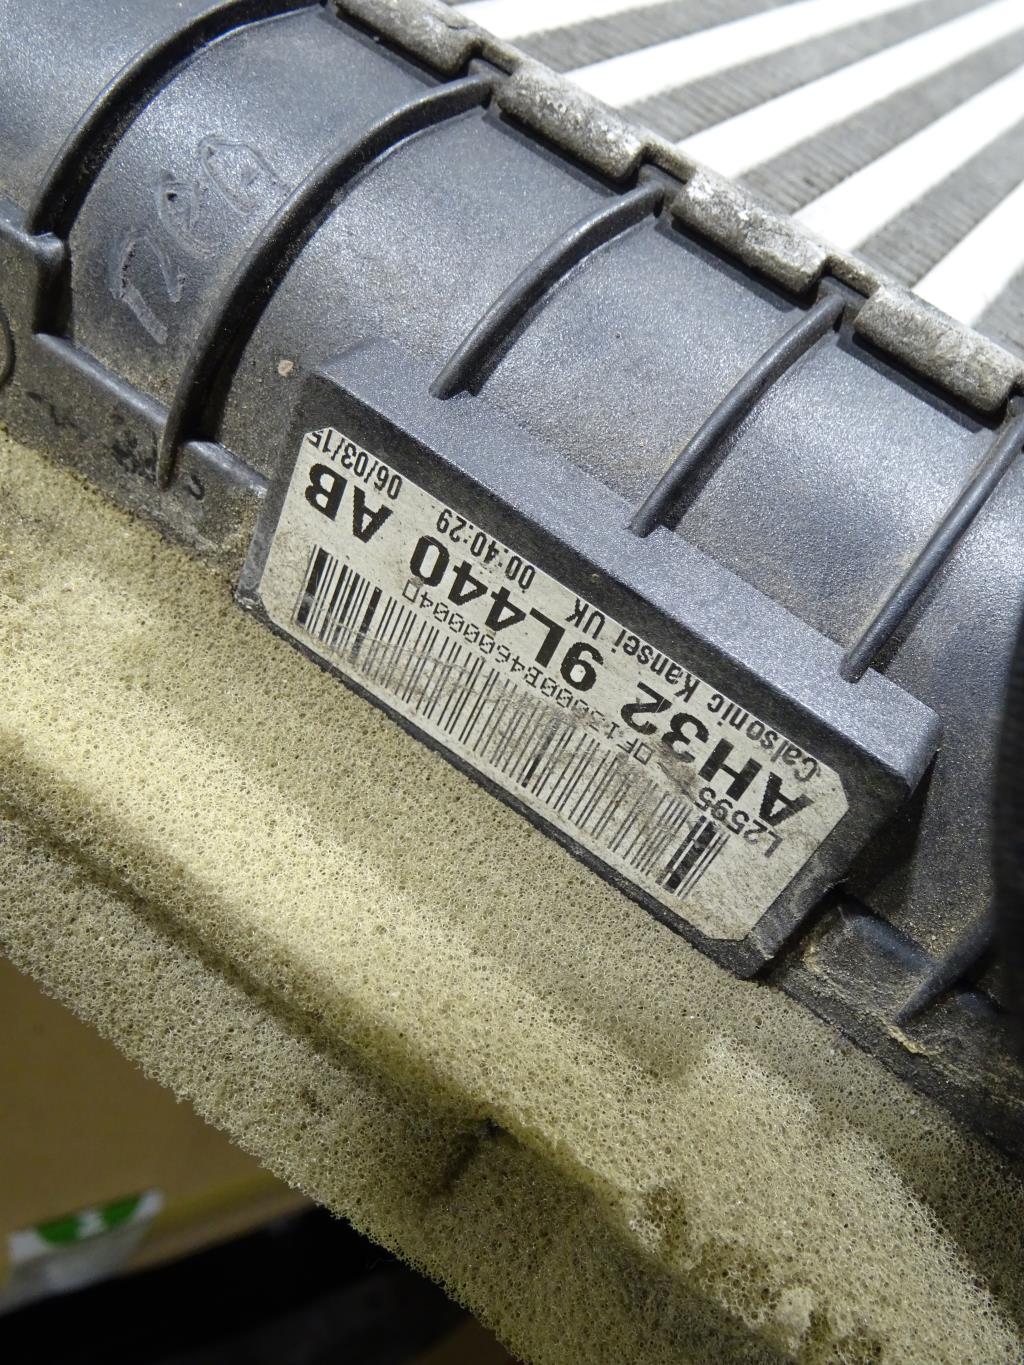 L2595
Calsonic Kansei UK 00:40:29 06/03/15
AH32 9L440 AB